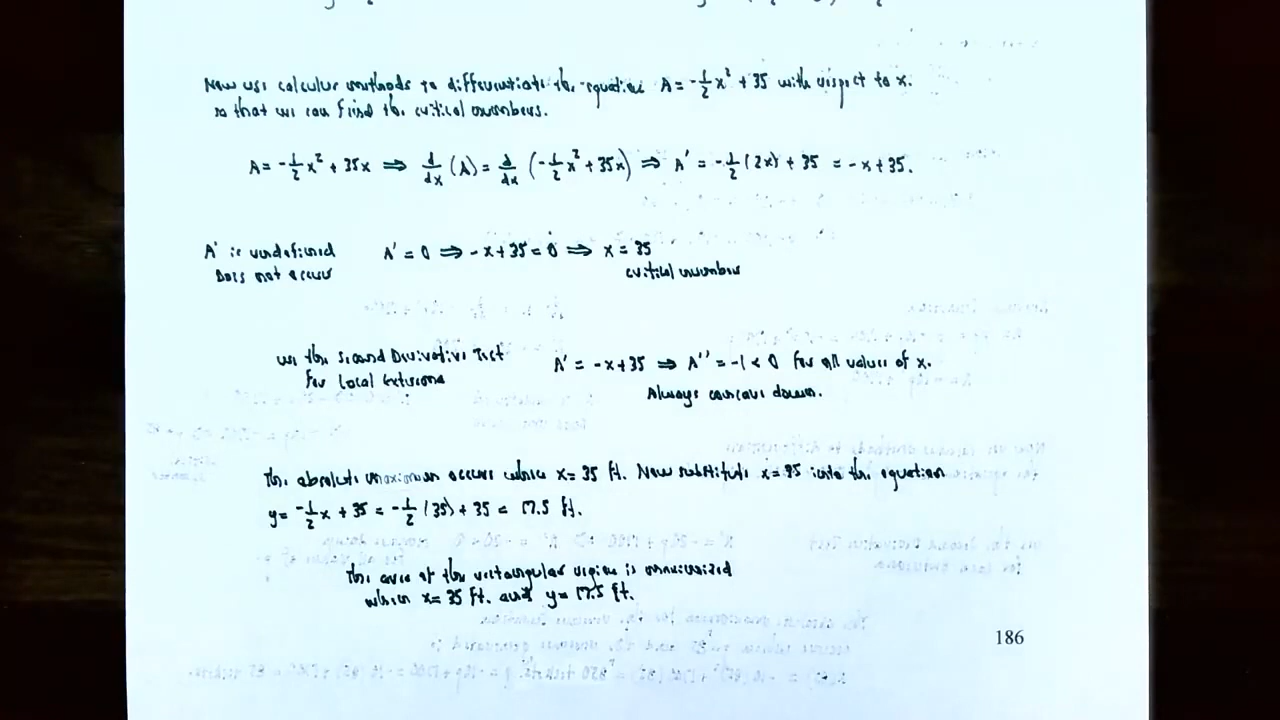 Now use calculus methods to differentiate the equation A = -1/2 x² + 35 with respect to x.
so that we can find the critical numbers.
A = -1/2 x² + 35x ⇒ d/dx (A) = d/dx (-1/2 x² + 35x) ⇒ A' = -1/2 (2x) + 35 = -x + 35.
A' is undefined A' = 0 ⇒ -x + 35 = 0 ⇒ x = 35
Does not occur critical numbers
Use the Second Derivative Test A' = -x + 35 ⇒ A'' = -1 < 0 for all values of x.
For Local Extrema Always concave down.
The absolute maximum occurs when x = 35 ft. Now substitute x = 35 into the equation
y = -1/2 x + 35 = -1/2 (35) + 35 = 17.5 ft.
The area of the rectangular region is maximized
when x = 35 ft. and y = 17.5 ft.
186